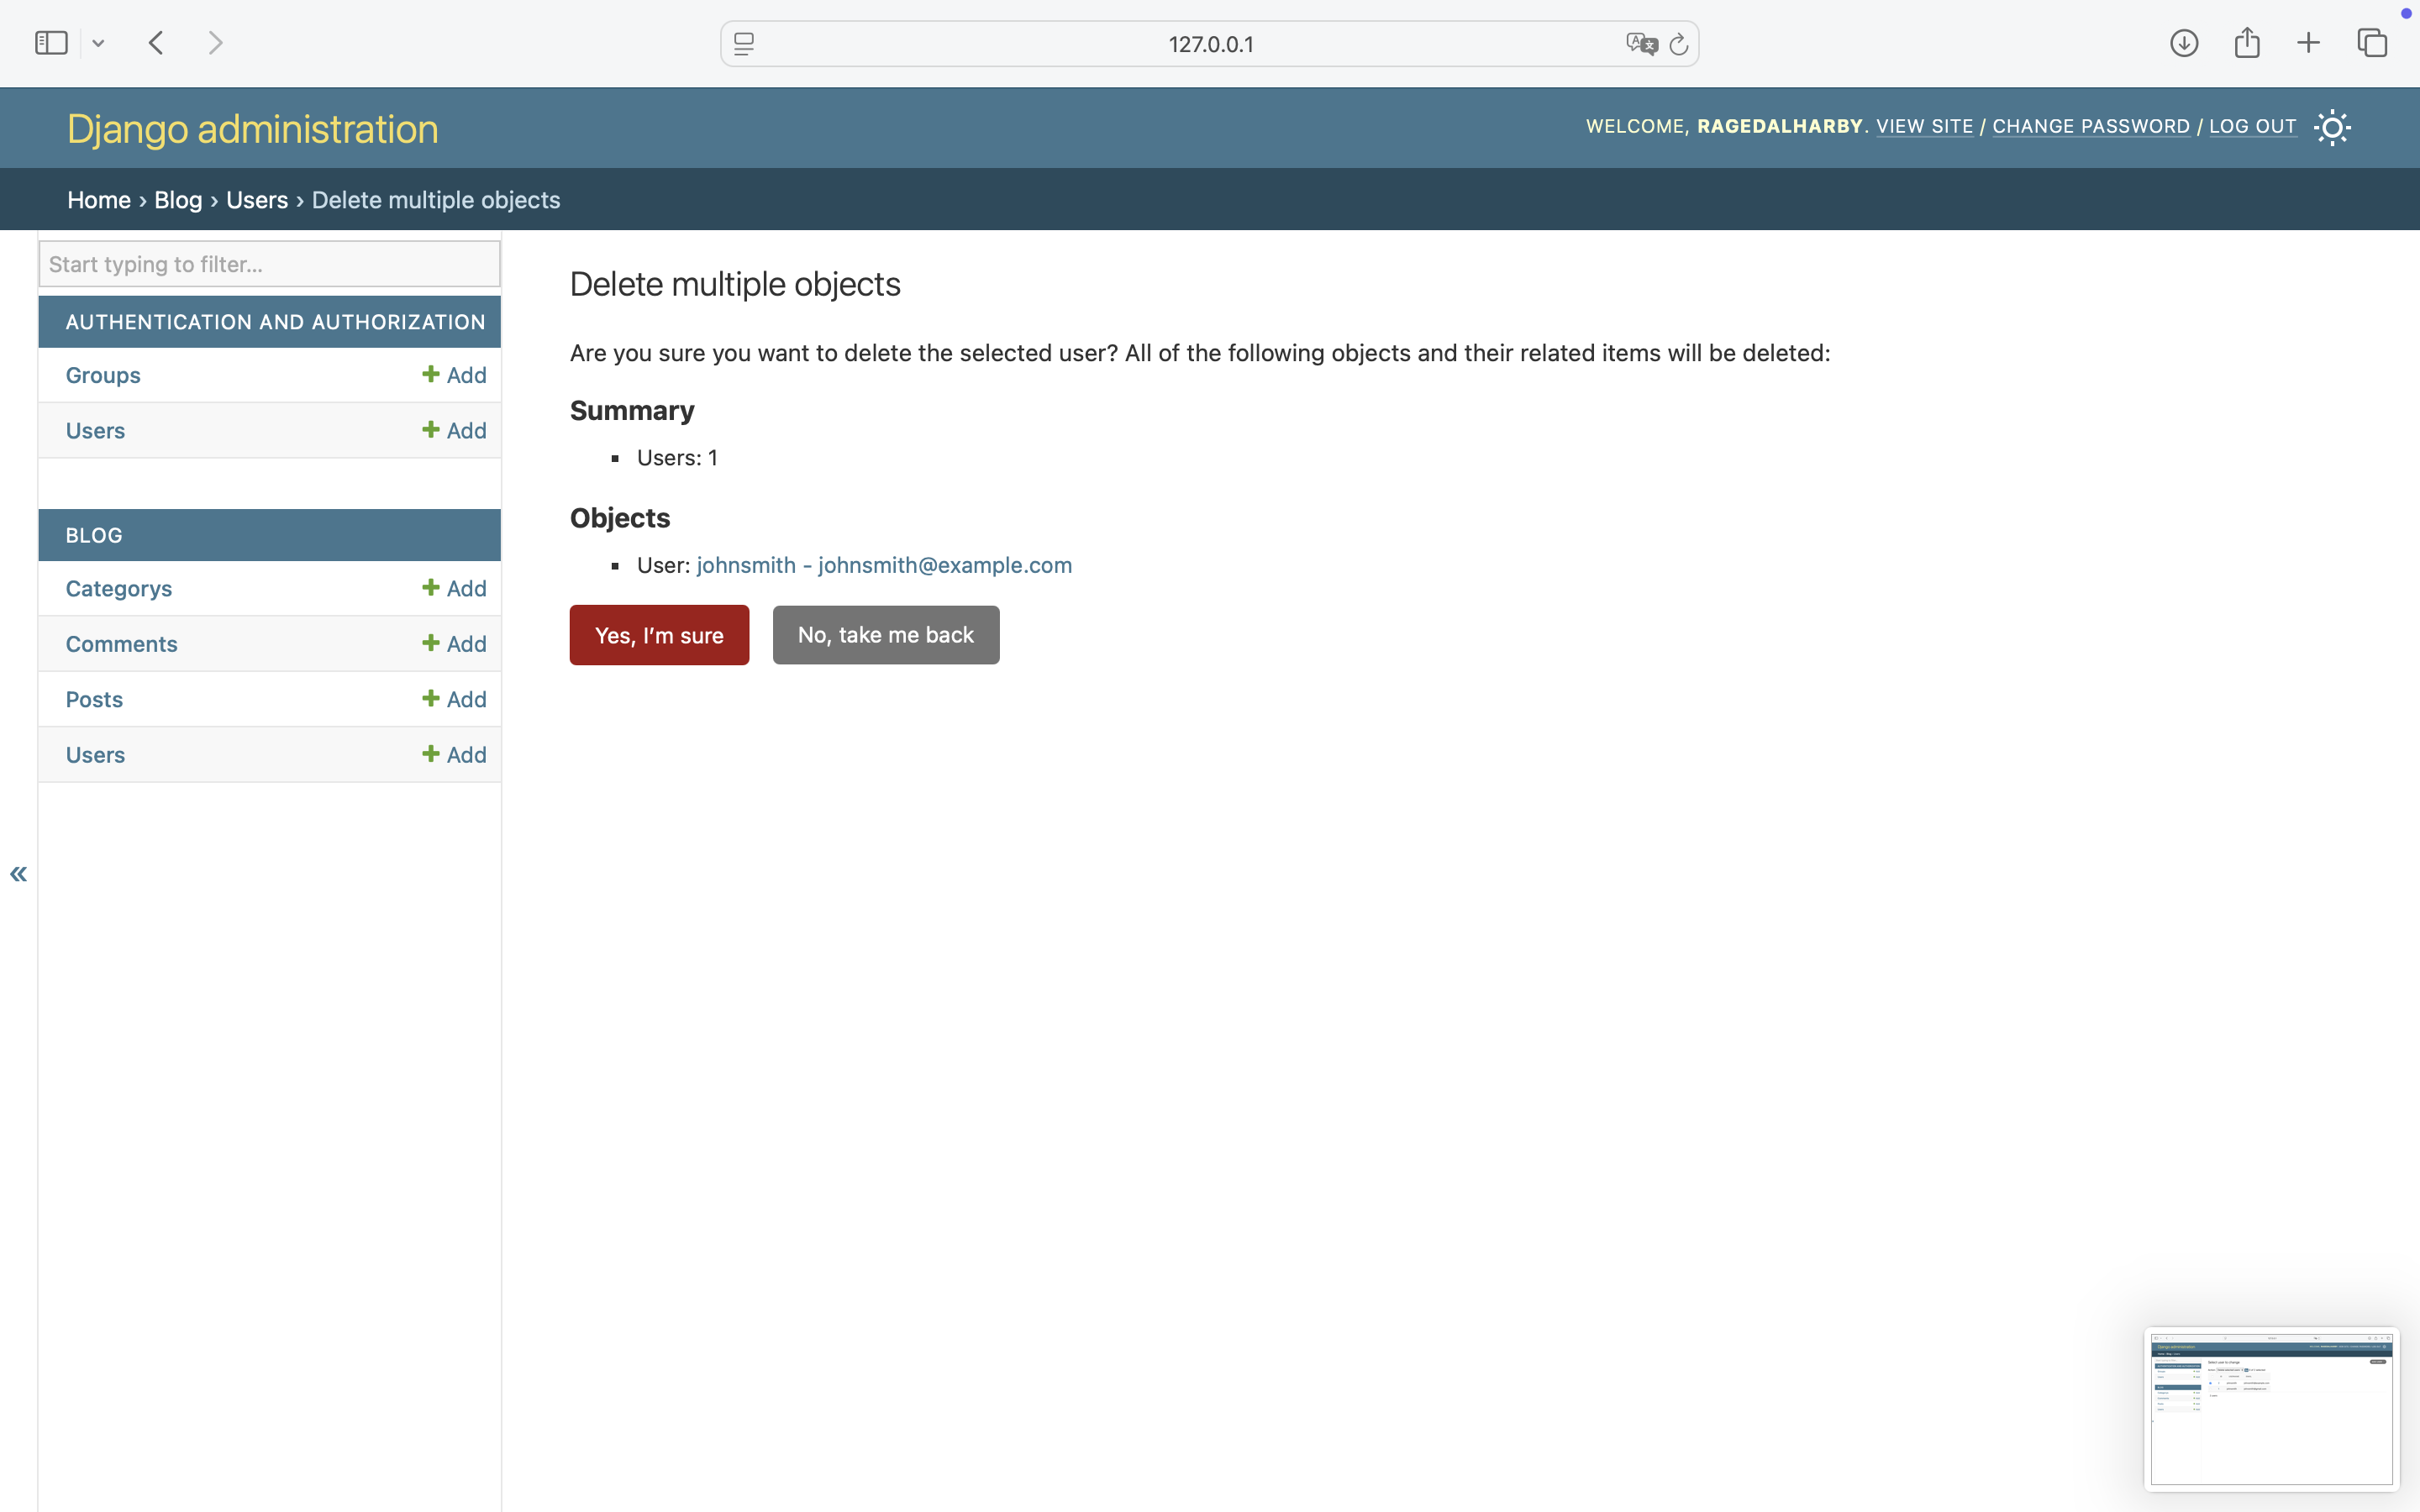 127.0.0.1
Django administration
WELCOME, RAGEDALHARBY. VIEW SITE / CHANGE PASSWORD / LOG OUT
Home › Blog › Users › Delete multiple objects
Start typing to filter...
AUTHENTICATION AND AUTHORIZATION
Groups + Add
Users + Add
BLOG
Categorys + Add
Comments + Add
Posts + Add
Users + Add
«
Delete multiple objects
Are you sure you want to delete the selected user? All of the following objects and their related items will be deleted:
Summary
▪ Users: 1
Objects
▪ User: johnsmith - johnsmith@example.com
Yes, I’m sure
No, take me back